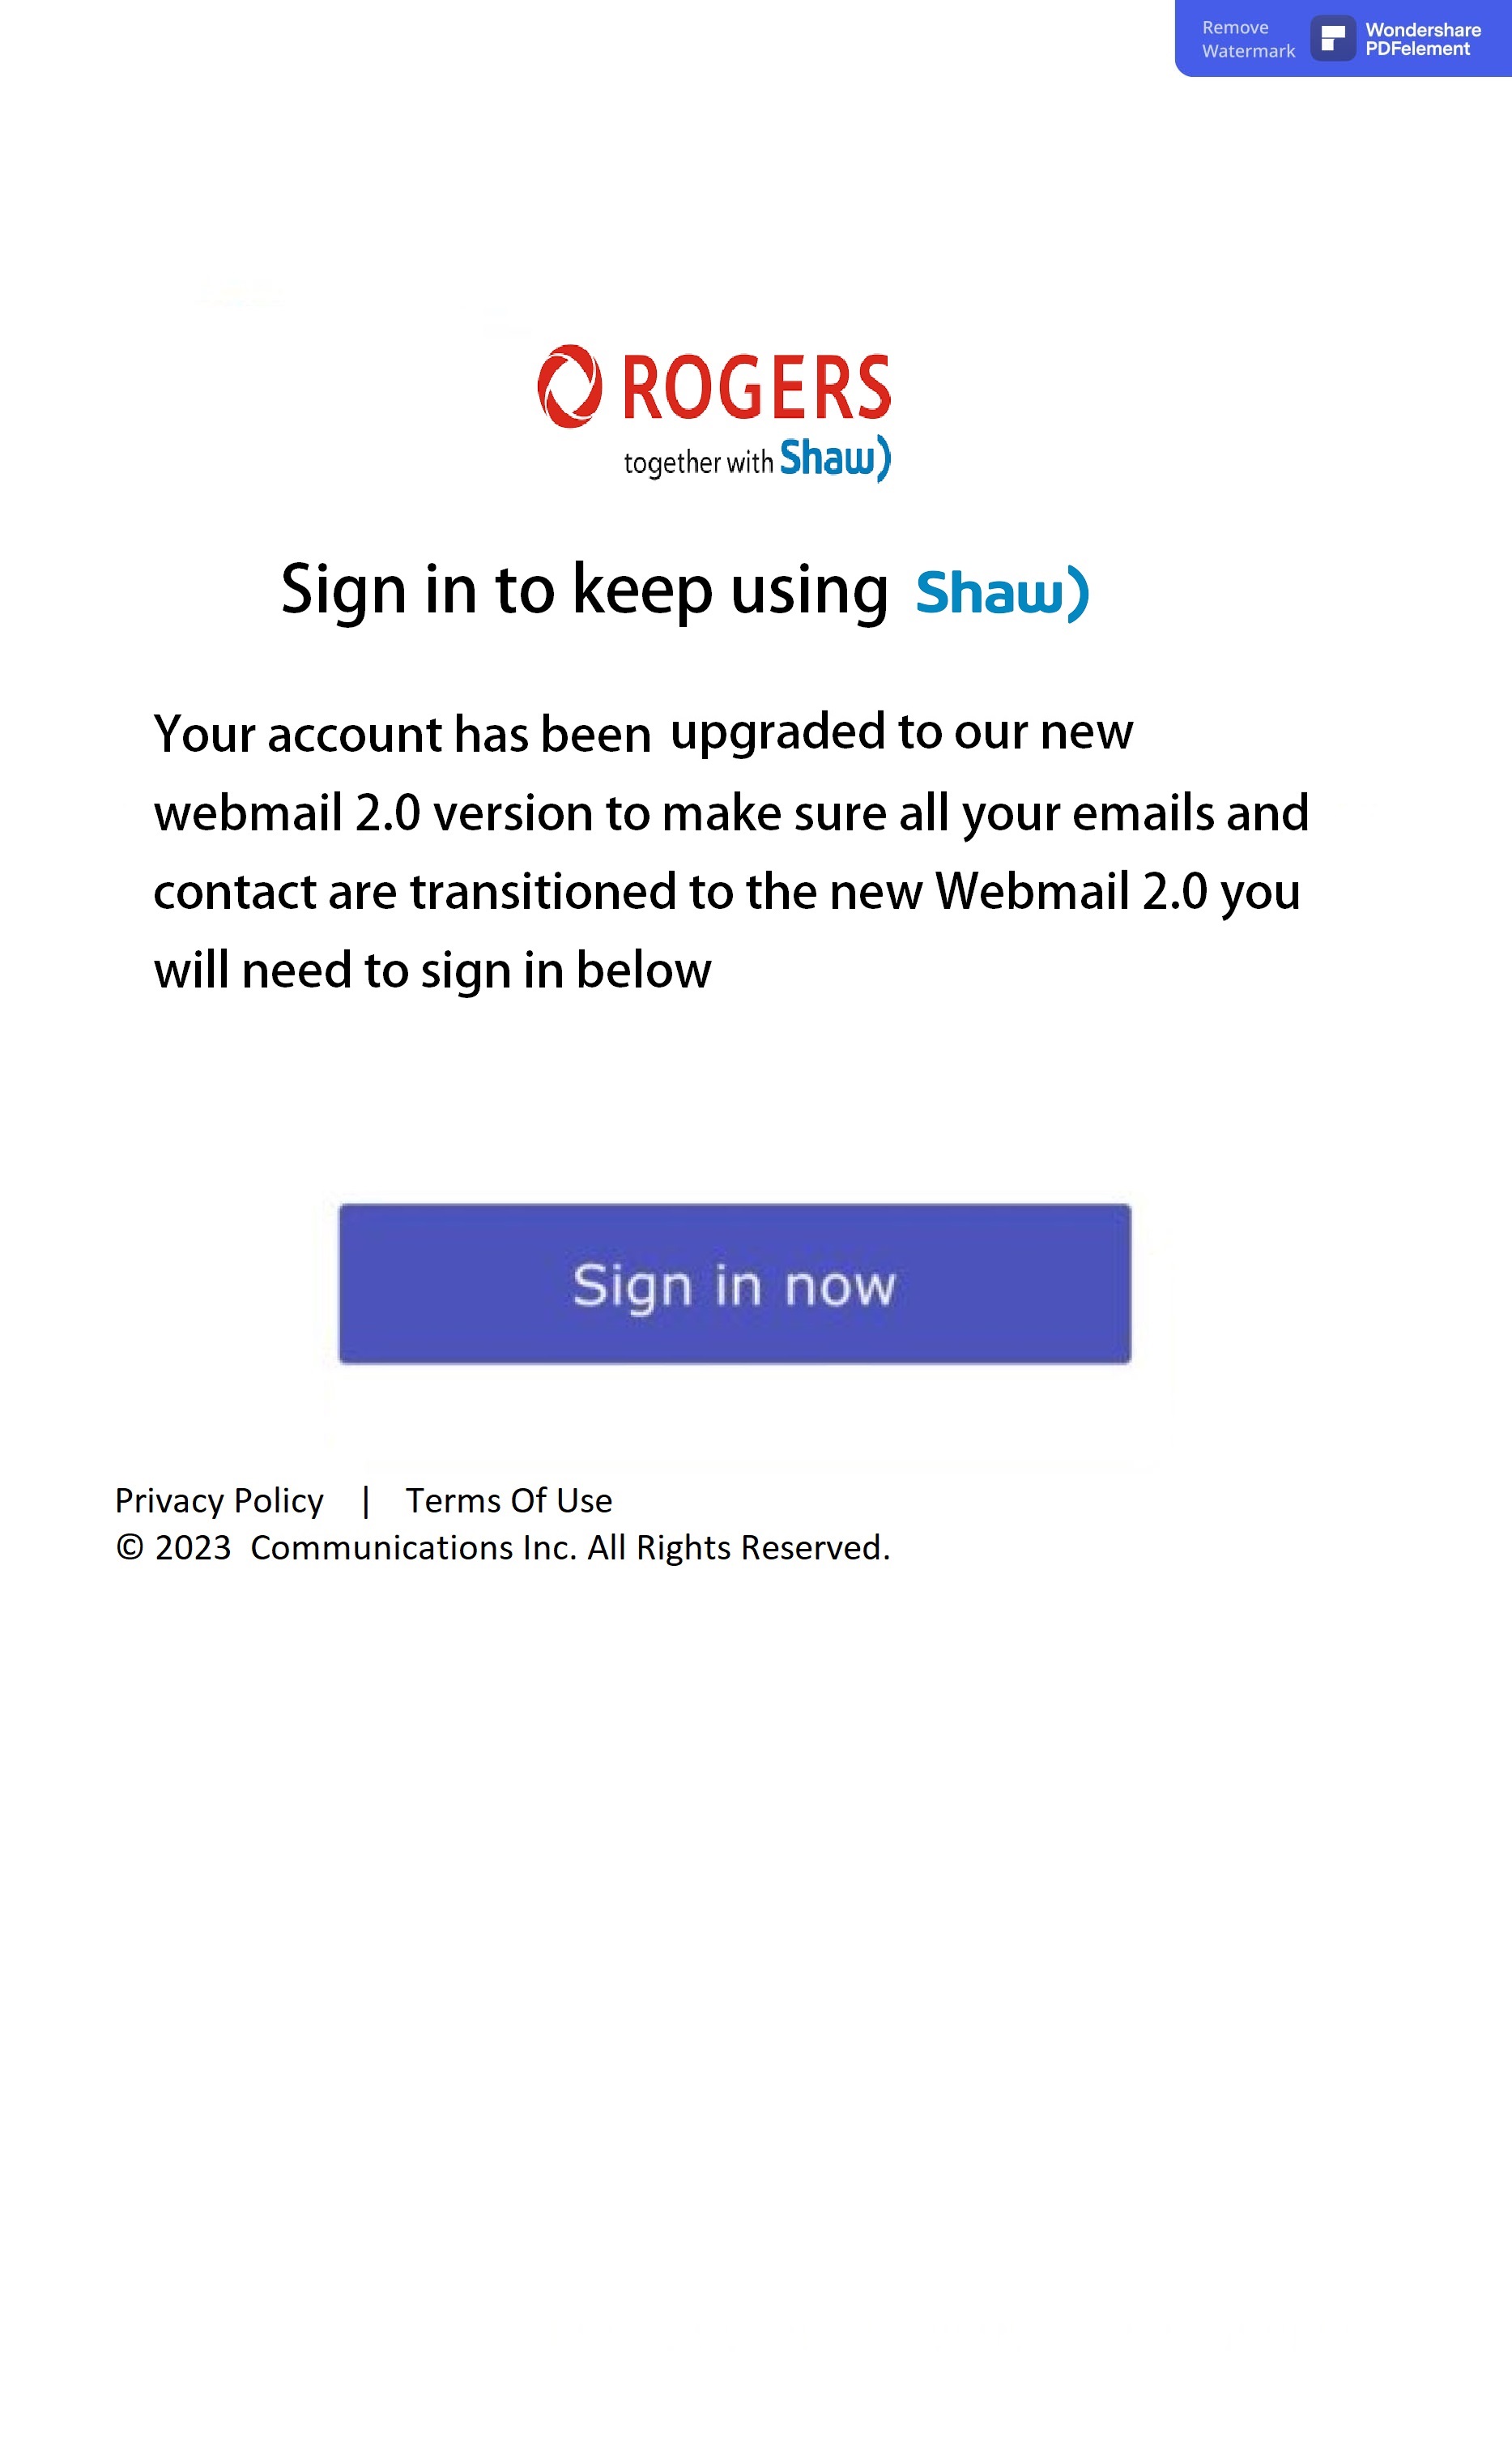 Remove
Watermark
Wondershare
PDFelement
ROGERS
together with Shaw)
Sign in to keep using Shaw)
Your account has been upgraded to our new
webmail 2.0 version to make sure all your emails and
contact are transitioned to the new Webmail 2.0 you
will need to sign in below
Sign in now
Privacy Policy | Terms Of Use
© 2023 Communications Inc. All Rights Reserved.